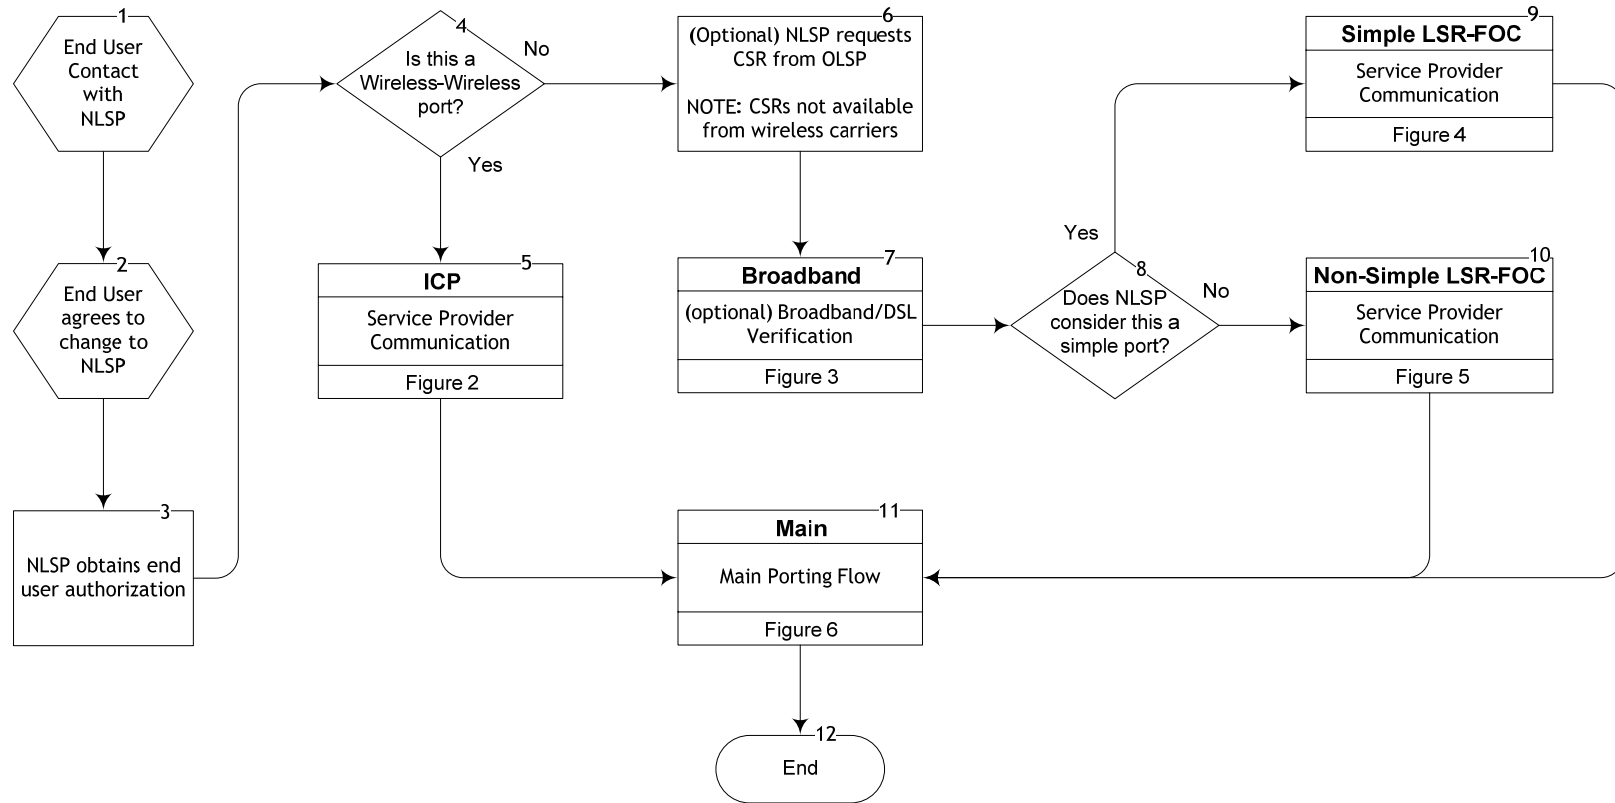 1
End User
Contact
with
NLSP
2
End User
agrees to
change to
NLSP
3
NLSP obtains end
user authorization
4
Is this a
Wireless-Wireless
port?
No
Yes
5
ICP
Service Provider
Communication
Figure 2
6
(Optional) NLSP requests
CSR from OLSP
NOTE: CSRs not available
from wireless carriers
7
Broadband
(optional) Broadband/DSL
Verification
Figure 3
8
Does NLSP
consider this a
simple port?
Yes
No
9
Simple LSR-FOC
Service Provider
Communication
Figure 4
10
Non-Simple LSR-FOC
Service Provider
Communication
Figure 5
11
Main
Main Porting Flow
Figure 6
12
End